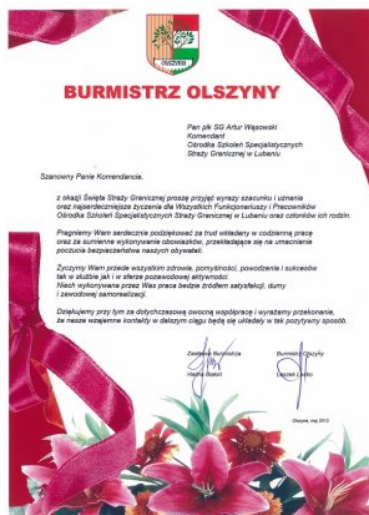 OLSZYNA
BURMISTRZ OLSZYNY
Pan płk SG Artur Wąsowski
Komendant
Ośrodka Szkoleń Specjalistycznych
Straży Granicznej w Lubaniu
Szanowny Panie Komendancie,
z okazji Święta Straży Granicznej proszę przyjąć wyrazy szacunku i uznania
oraz najserdeczniejsze życzenia dla Wszystkich Funkcjonariuszy i Pracowników
Ośrodka Szkoleń Specjalistycznych Straży Granicznej w Lubaniu oraz członków ich rodzin.
Pragniemy Wam serdecznie podziękować za trud wkładany w codzienną pracę
oraz za sumienne wykonywanie obowiązków, przekładające się na umacnianie
poczucia bezpieczeństwa naszych obywateli.
Życzymy Wam przede wszystkim zdrowia, pomyślności, powodzenia i sukcesów
tak w służbie jak i w sferze pozawodowej aktywności.
Niech wykonywana przez Was praca będzie źródłem satysfakcji, dumy
i zawodowej samorealizacji.
Dziękujemy przy tym za dotychczasową owocną współpracę i wyrażamy przekonanie,
że nasze wzajemne kontakty w dalszym ciągu będą się układały w tak pozytywny sposób.
Zastępca Burmistrza Burmistrz Olszyny
Leszek Leśko
Olszyna, maj 2013